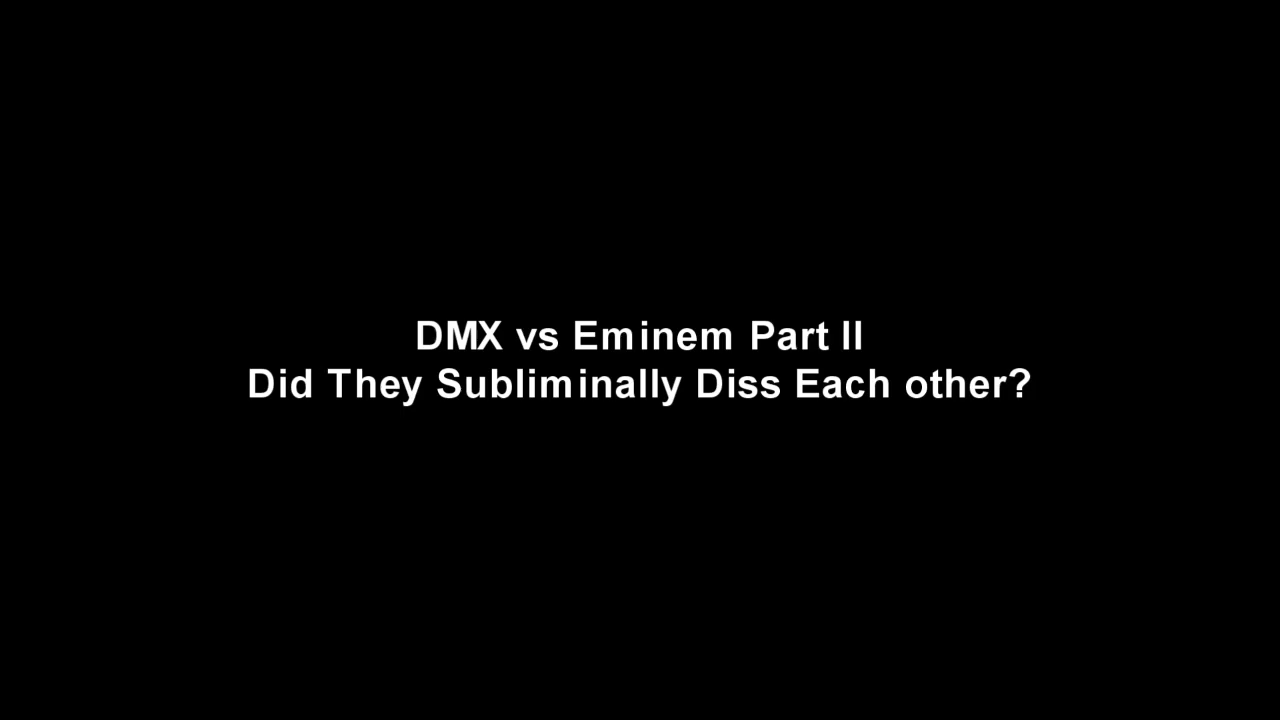 DMX vs Eminem Part II
Did They Subliminally Diss Each other?